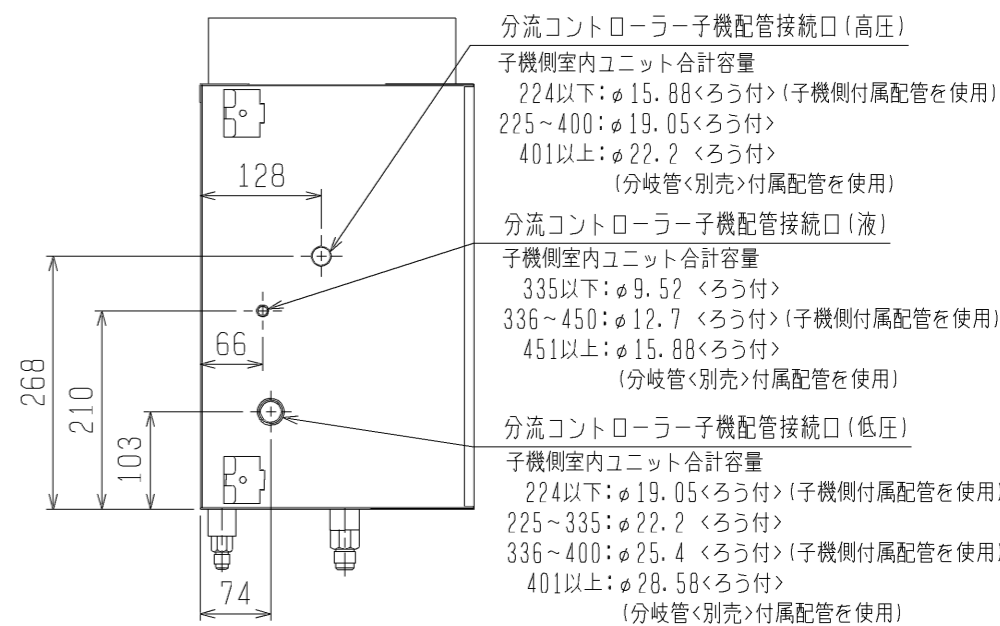 分流コントローラー子機配管接続口(高圧)
子機側室内ユニット合計容量
224以下:φ15.88<ろう付>(子機側付属配管を使用)
225~400:φ19.05<ろう付>
401以上:φ22.2 <ろう付>
(分岐管<別売>付属配管を使用)
128
分流コントローラー子機配管接続口(液)
子機側室内ユニット合計容量
335以下:φ9.52 <ろう付>
336~450:φ12.7 <ろう付>(子機側付属配管を使用)
451以上:φ15.88<ろう付>
(分岐管<別売>付属配管を使用)
66
268
210
103
分流コントローラー子機配管接続口(低圧)
子機側室内ユニット合計容量
224以下:φ19.05<ろう付>(子機側付属配管を使用)
225~335:φ22.2 <ろう付>
336~400:φ25.4 <ろう付>(子機側付属配管を使用)
401以上:φ28.58<ろう付>
(分岐管<別売>付属配管を使用)
74